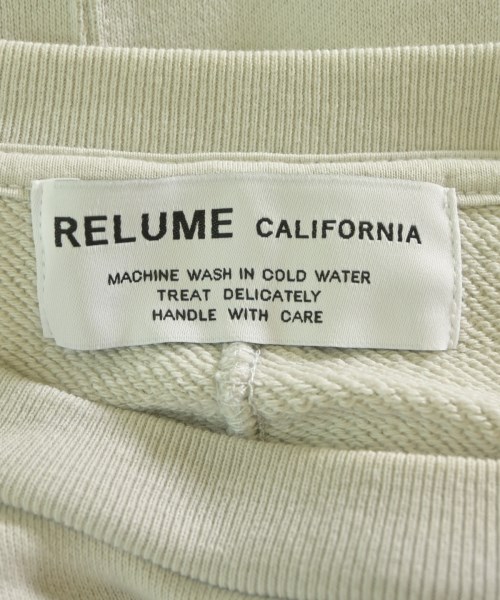 RELUME CALIFORNIA
MACHINE WASH IN COLD WATER
TREAT DELICATELY
HANDLE WITH CARE